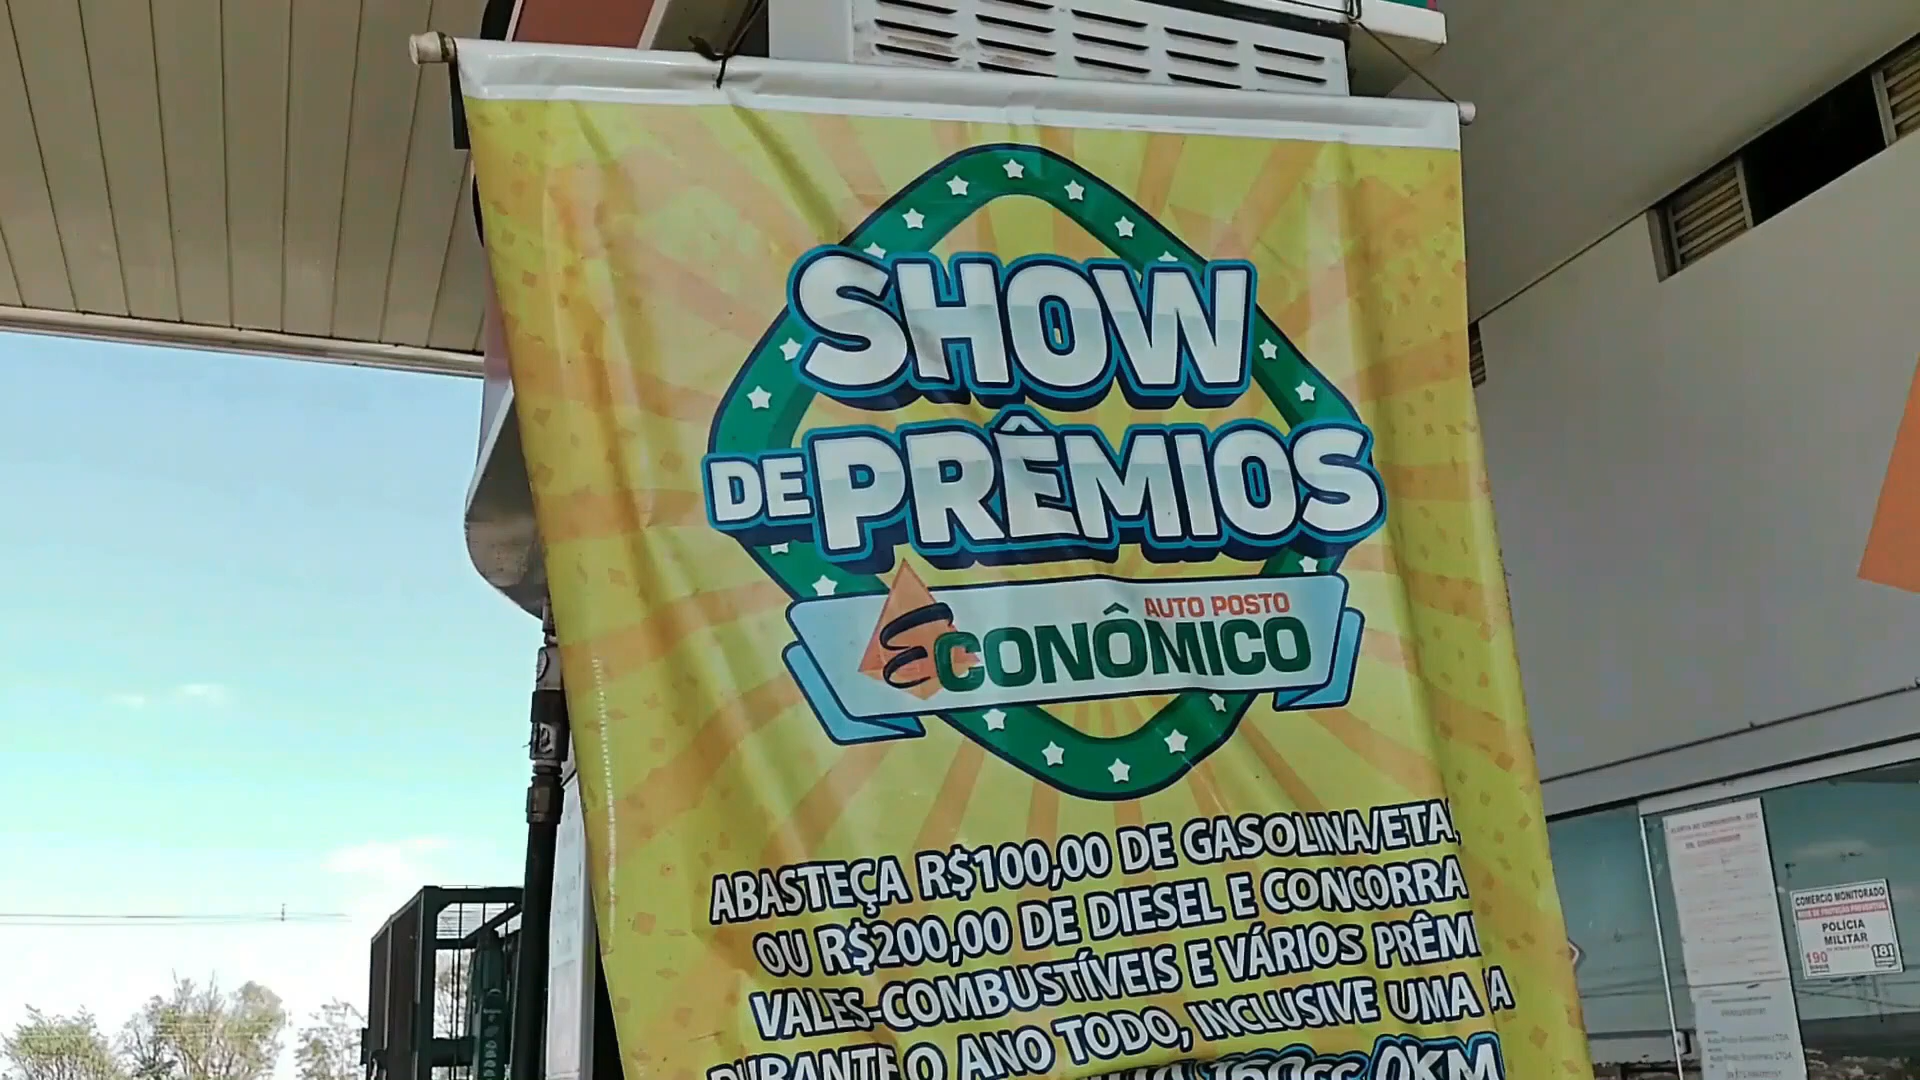 SHOW
DE PRÊMIOS
AUTO POSTO
ECONÔMICO
ABASTEÇA R$100,00 DE GASOLINA/ETA
OU R$200,00 DE DIESEL E CONCORRA
VALES-COMBUSTÍVEIS E VÁRIOS PRÊM
DURANTE O ANO TODO, INCLUSIVE UMA
160cc 0KM
COMERCIO MONITORADO
POLÍCIA
MILITAR
190
181